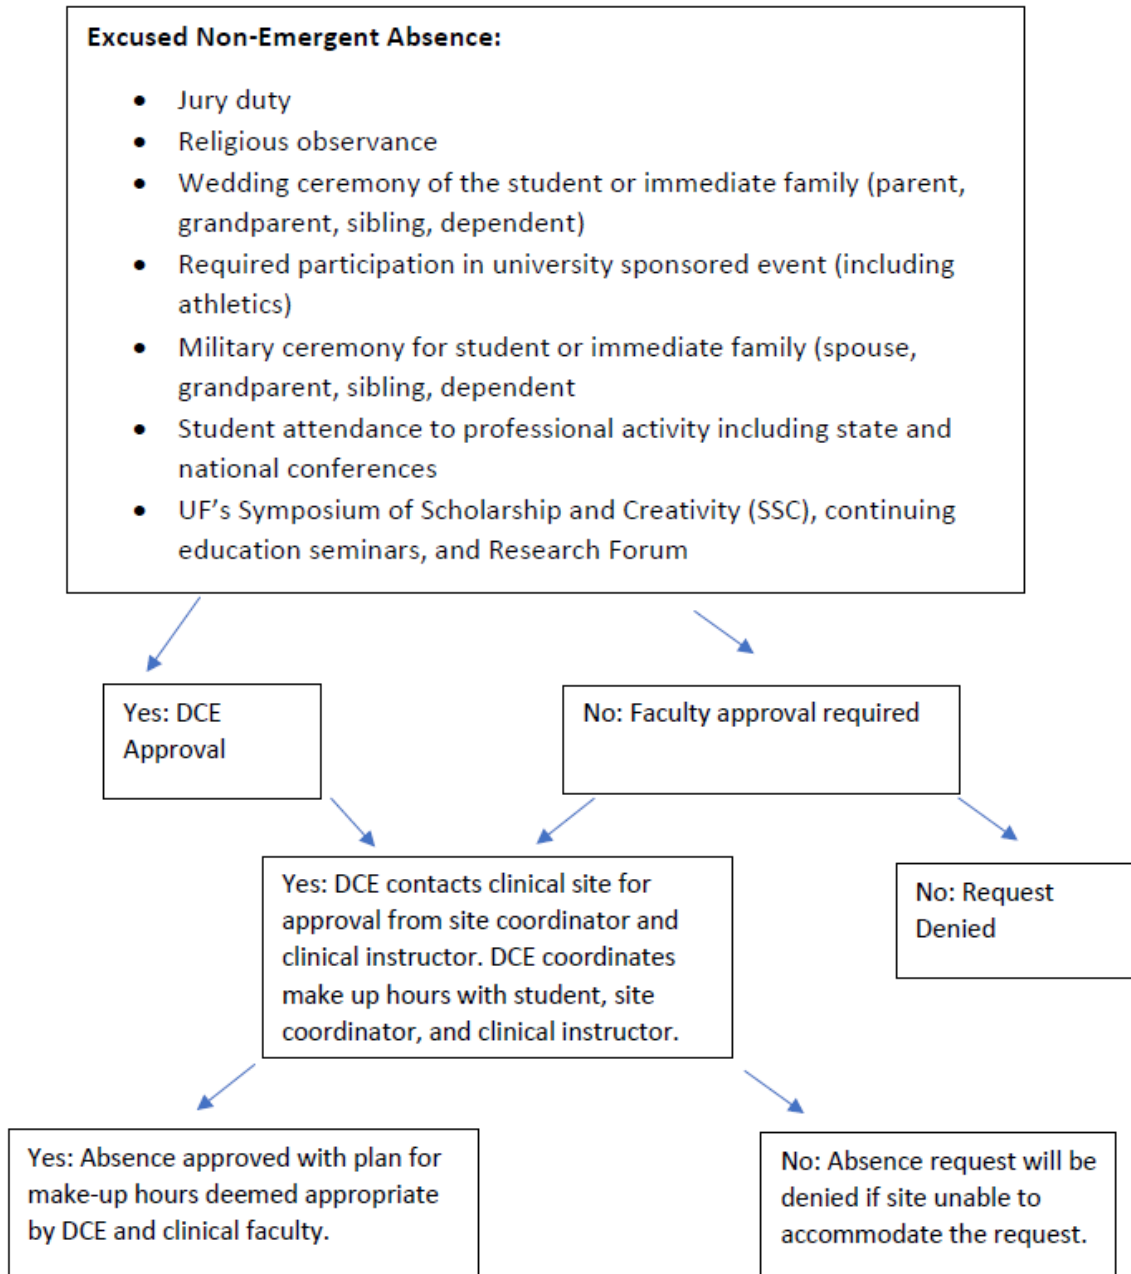 Excused Non-Emergent Absence:
• Jury duty
• Religious observance
• Wedding ceremony of the student or immediate family (parent,
grandparent, sibling, dependent)
• Required participation in university sponsored event (including
athletics)
• Military ceremony for student or immediate family (spouse,
grandparent, sibling, dependent
• Student attendance to professional activity including state and
national conferences
• UF’s Symposium of Scholarship and Creativity (SSC), continuing
education seminars, and Research Forum
Yes: DCE
Approval
No: Faculty approval required
Yes: DCE contacts clinical site for
approval from site coordinator and
clinical instructor. DCE coordinates
make up hours with student, site
coordinator, and clinical instructor.
No: Request
Denied
Yes: Absence approved with plan for
make-up hours deemed appropriate
by DCE and clinical faculty.
No: Absence request will be
denied if site unable to
accommodate the request.